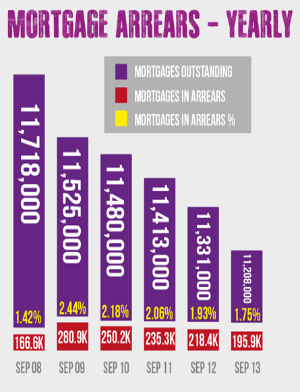 MORTGAGE ARREARS - YEARLY
MORTGAGES OUTSTANDING
MORTGAGES IN ARREARS
MORTGAGES IN ARREARS %
11,718,000
11,525,000
11,480,000
11,413,000
11,331,000
11,208,000
1.42%
2.44%
2.18%
2.06%
1.93%
1.75%
166.6K
280.9K
250.2K
235.3K
218.4K
195.9K
SEP 08
SEP 09
SEP 10
SEP 11
SEP 12
SEP 13